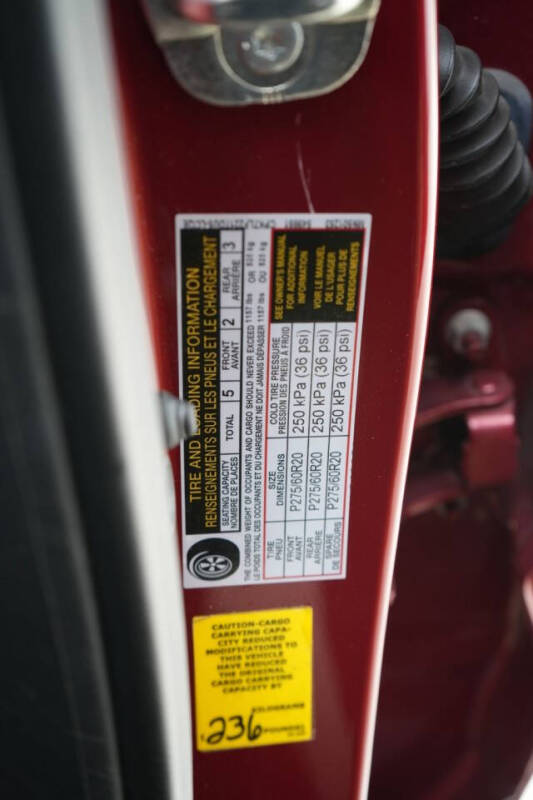 TIRE AND LOADING INFORMATION
RENSEIGNEMENTS SUR LES PNEUS ET LE CHARGEMENT
SEATING CAPACITY
NOMBRE DE PLACES
TOTAL 5
FRONT
AVANT
2
REAR
ARRIÈRE
3
THE COMBINED WEIGHT OF OCCUPANTS AND CARGO SHOULD NEVER EXCEED 1157 lbs OR 525 kg
LE POIDS TOTAL DES OCCUPANTS ET DU CHARGEMENT NE DOIT JAMAIS DÉPASSER 1157 lbs OU 525 kg
TIRE
PNEU
SIZE
DIMENSIONS
COLD TIRE PRESSURE
PRESSION DES PNEUS À FROID
FRONT
AVANT
P275/60R20 250 kPa (36 psi)
REAR
ARRIÈRE
P275/60R20 250 kPa (36 psi)
SPARE
DE SECOURS
P275/60R20 250 kPa (36 psi)
SEE OWNER'S MANUAL
FOR ADDITIONAL
INFORMATION
VOIR LE MANUEL
DE L'USAGER
POUR PLUS DE
RENSEIGNEMENTS
CAUTION-CARGO
CARRYING CAPA-
CITY REDUCED
MODIFICATIONS TO
THIS VEHICLE
HAVE REDUCED
THE ORIGINAL
CARGO CARRYING
CAPACITY BY
KILOGRAMS
236 POUNDS